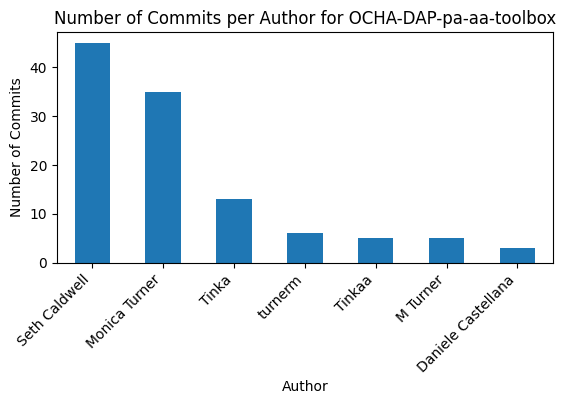 Number of Commits per Author for OCHA-DAP-pa-aa-toolbox
Number of Commits
40
30
20
10
0
Seth Caldwell
Monica Turner
Tinka
turnerm
Tinkaa
M Turner
Daniele Castellana
Author